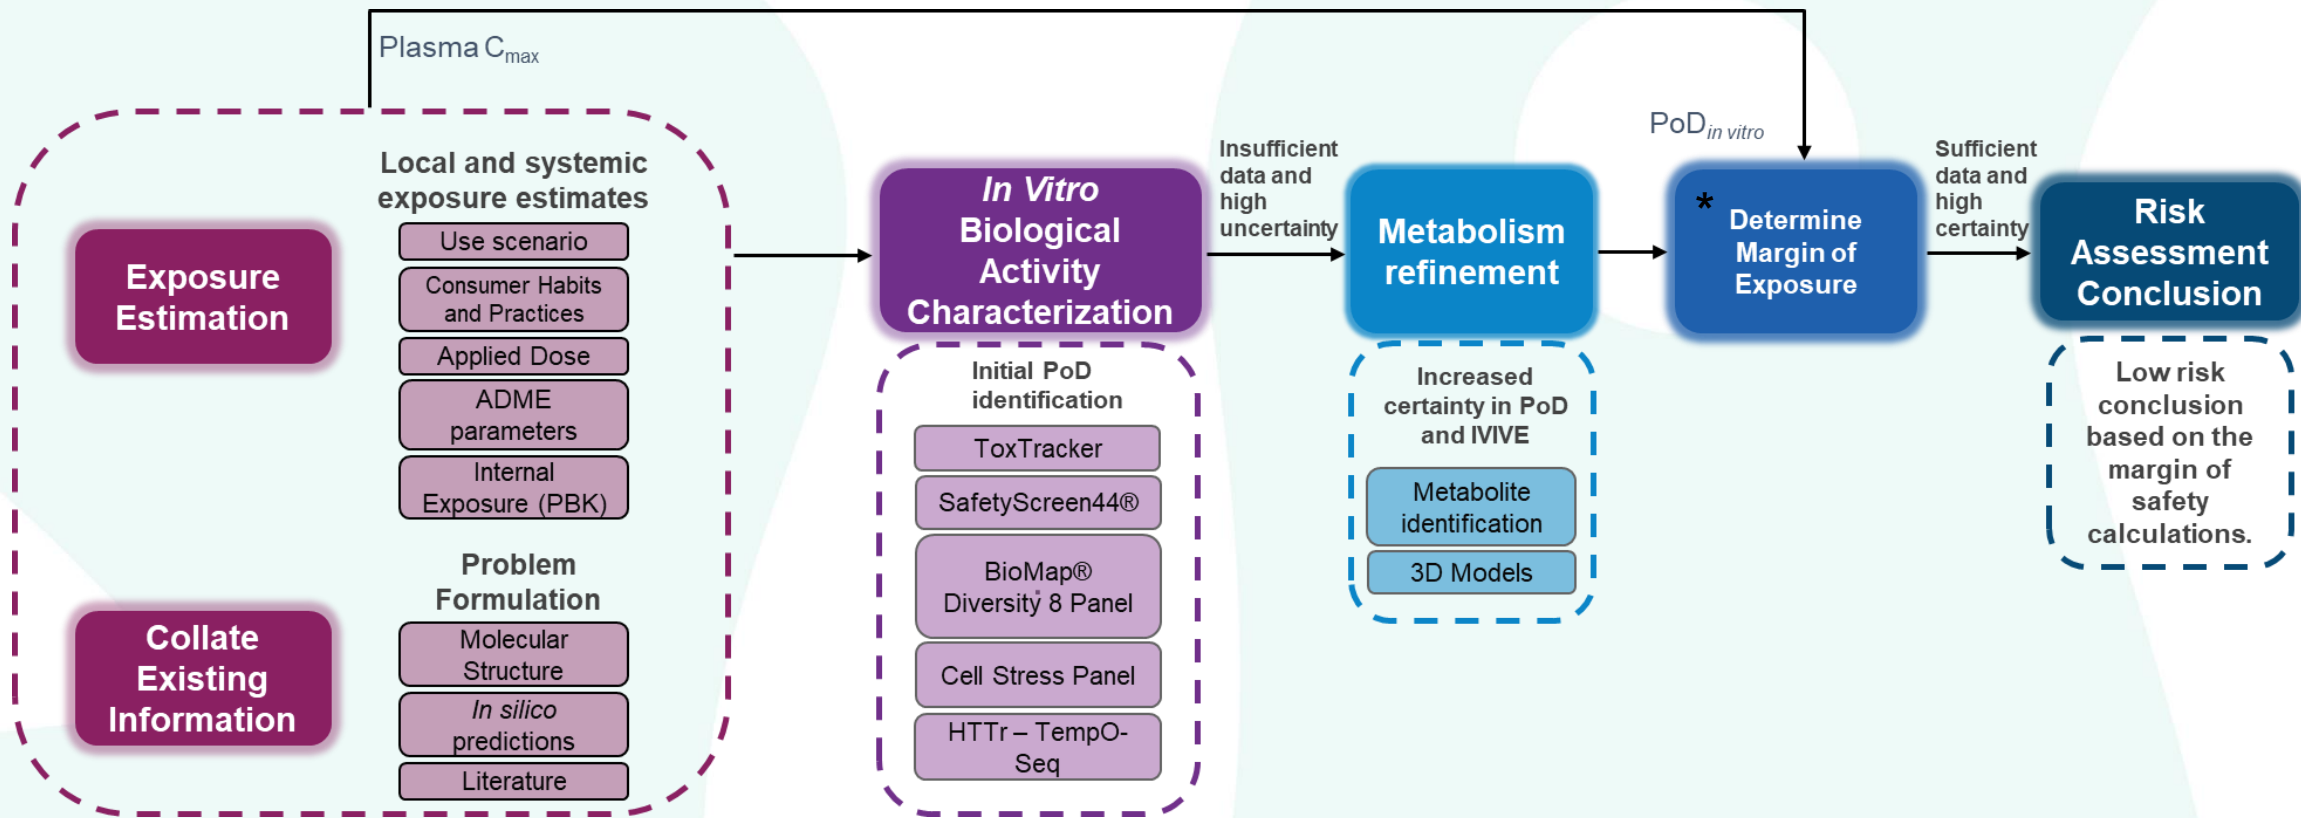 Plasma Cmax
Local and systemic
exposure estimates
Use scenario
Consumer Habits
and Practices
Applied Dose
ADME
parameters
Internal
Exposure (PBK)
Exposure
Estimation
Problem
Formulation
Molecular
Structure
In silico
predictions
Literature
Collate
Existing
Information
In Vitro
Biological
Activity
Characterization
Initial PoD
identification
ToxTracker
SafetyScreen44®
BioMap®
Diversity 8 Panel
Cell Stress Panel
HTTr – TempO-
Seq
Insufficient
data and
high
uncertainty
Metabolism
refinement
Increased
certainty in PoD
and IVIVE
Metabolite
identification
3D Models
PoDin vitro
* Determine
Margin of
Exposure
Sufficient
data and
high
certainty
Risk
Assessment
Conclusion
Low risk
conclusion
based on the
margin of
safety
calculations.